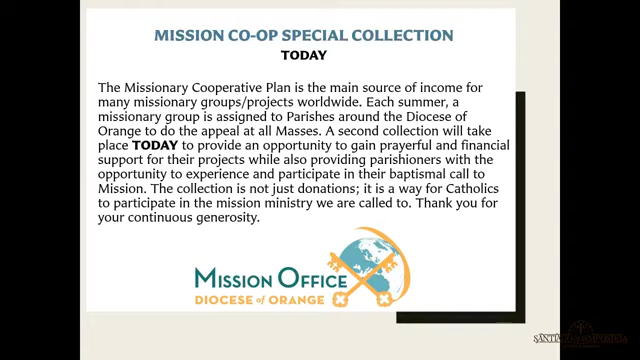 MISSION CO-OP SPECIAL COLLECTION
TODAY
The Missionary Cooperative Plan is the main source of income for
many missionary groups/projects worldwide. Each summer, a
missionary group is assigned to Parishes around the Diocese of
Orange to do the appeal at all Masses. A second collection will take
place TODAY to provide an opportunity to gain prayerful and financial
support for their projects while also providing parishioners with the
opportunity to experience and participate in their baptismal call to
Mission. The collection is not just donations; it is a way for Catholics
to participate in the mission ministry we are called to. Thank you for
your continuous generosity.
MISSION OFFICE
DIOCESE of ORANGE